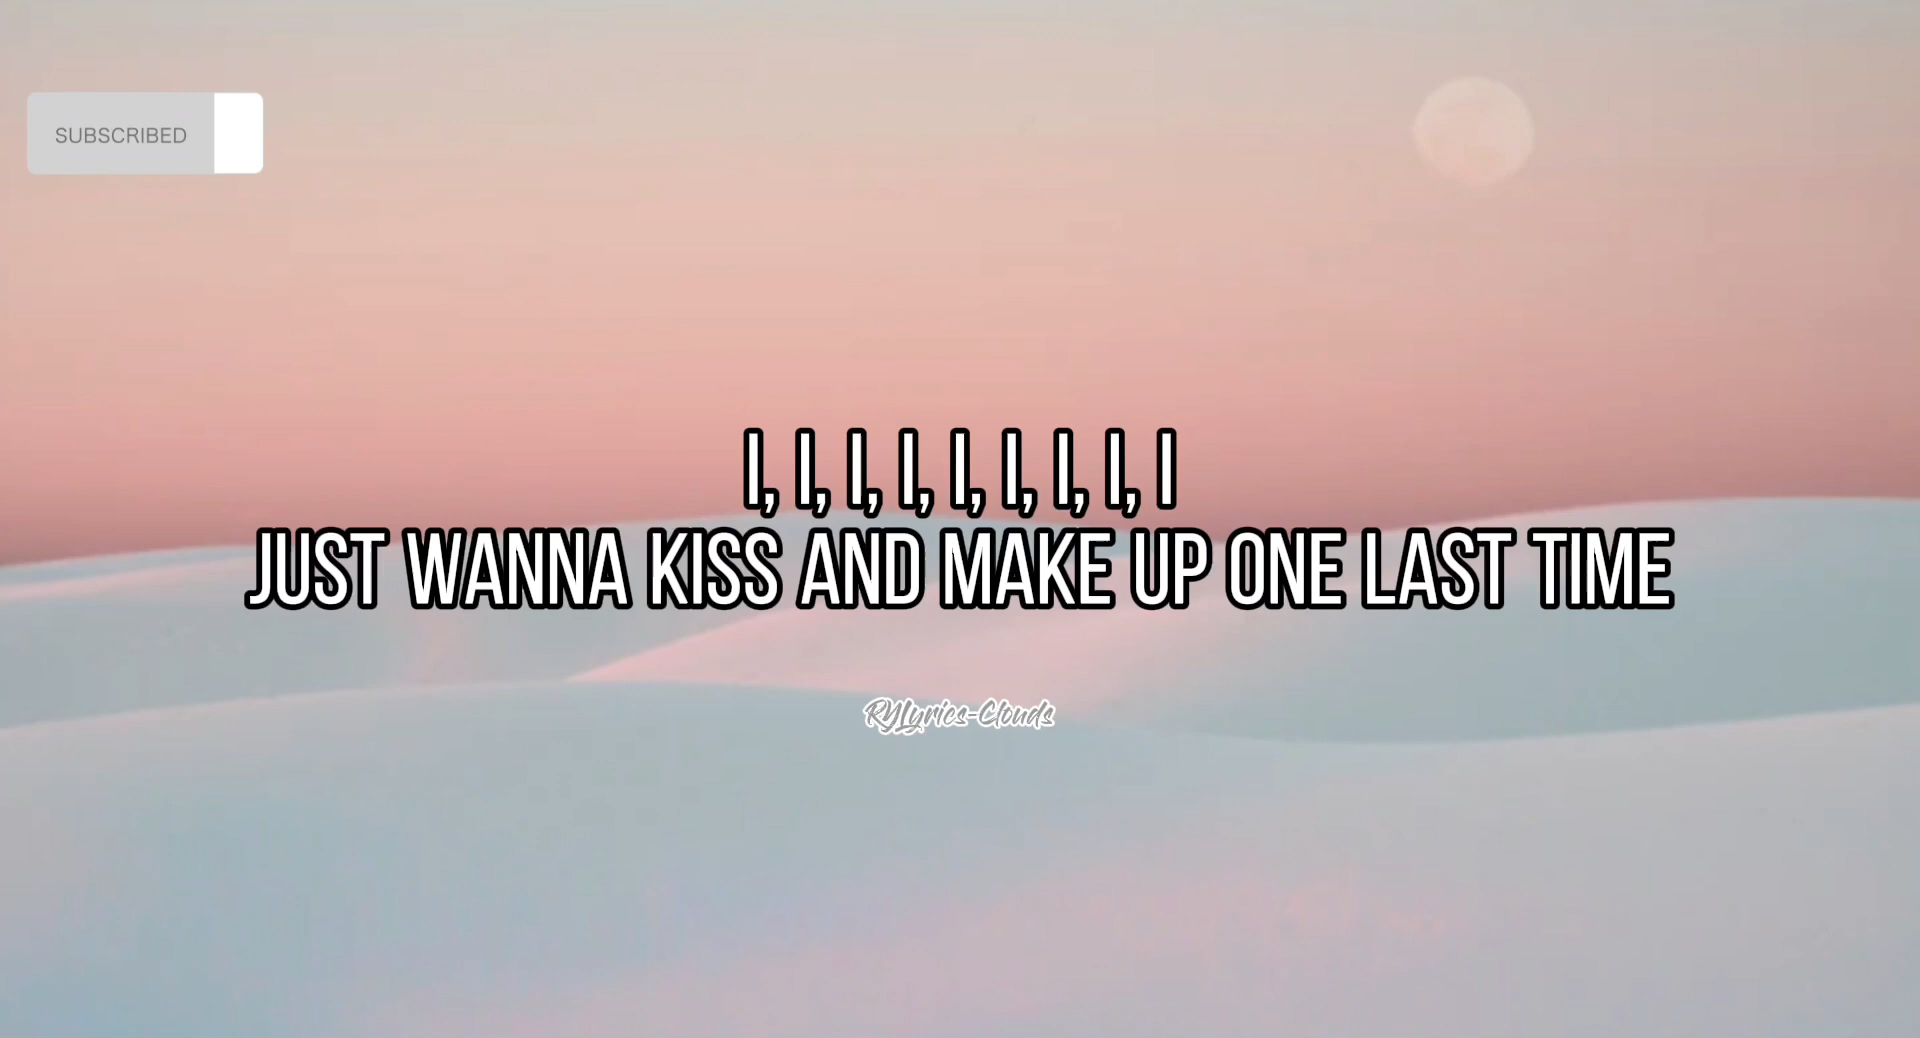 SUBSCRIBED
I, I, I, I, I, I, I, I, I
JUST WANNA KISS AND MAKE UP ONE LAST TIME
RYLyrics-Clouds